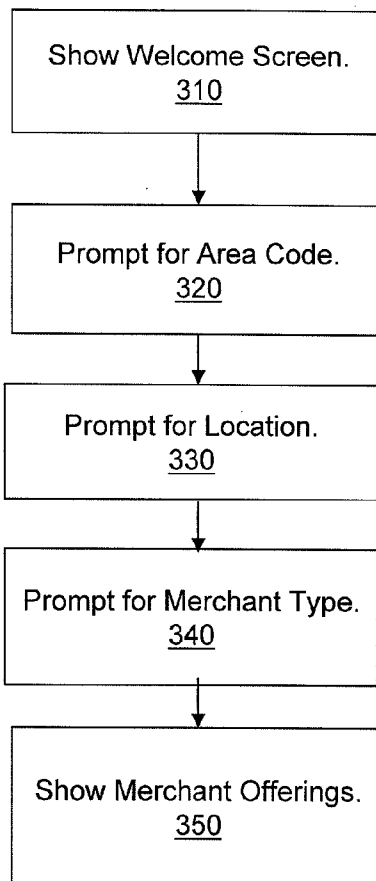 Show Welcome Screen.
310
Prompt for Area Code.
320
Prompt for Location.
330
Prompt for Merchant Type.
340
Show Merchant Offerings.
350